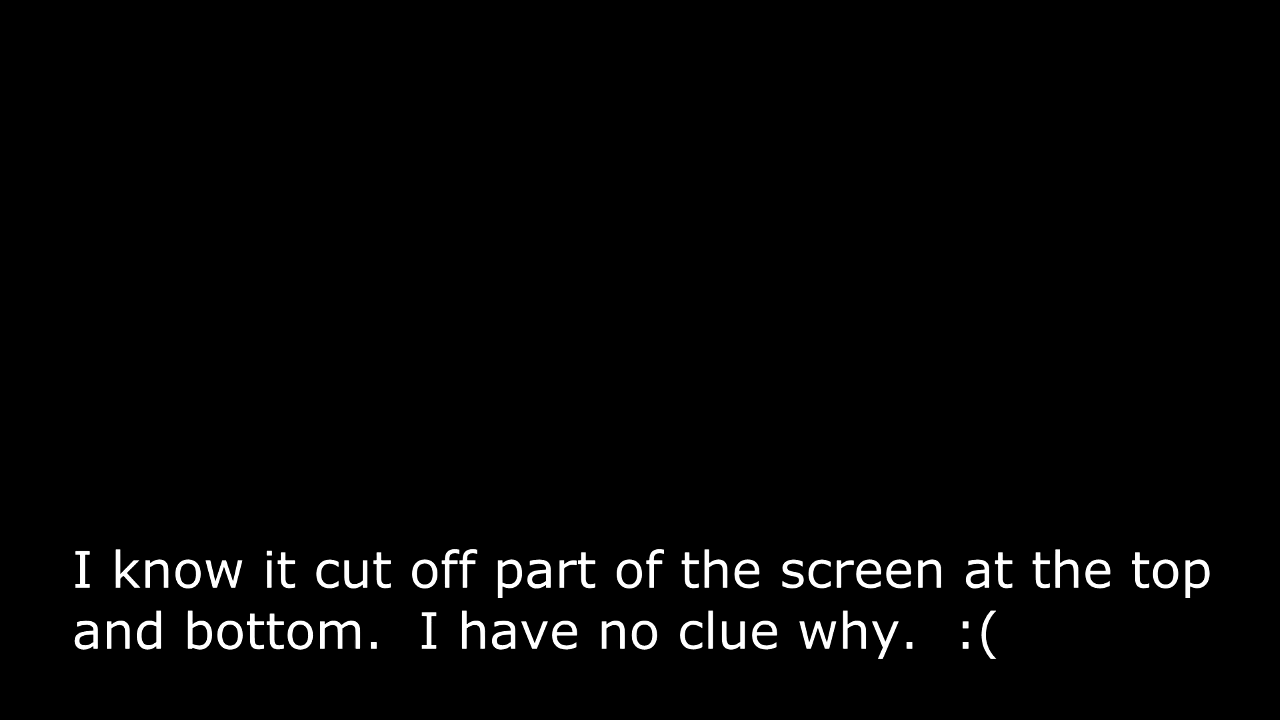 I know it cut off part of the screen at the top
and bottom.  I have no clue why.  :(